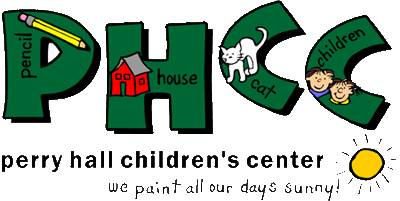 PHCC
pencil
house
cat
children
perry hall children's center
we paint all our days sunny!